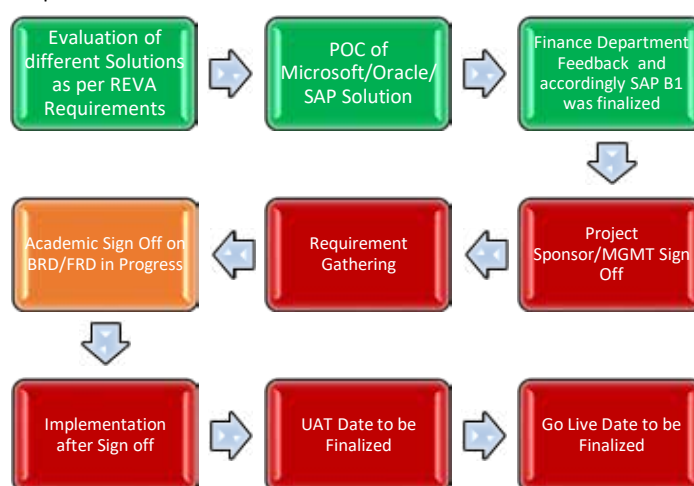 Evaluation of
different Solutions
as per REVA
Requirements
POC of
Microsoft/Oracle/
SAP Solution
Finance Department
Feedback and
accordingly SAP B1
was finalized
Academic Sign Off on
BRD/FRD in Progress
Requirement
Gathering
Project
Sponsor/MGMT Sign
Off
Implementation
after Sign off
UAT Date to be
Finalized
Go Live Date to be
Finalized